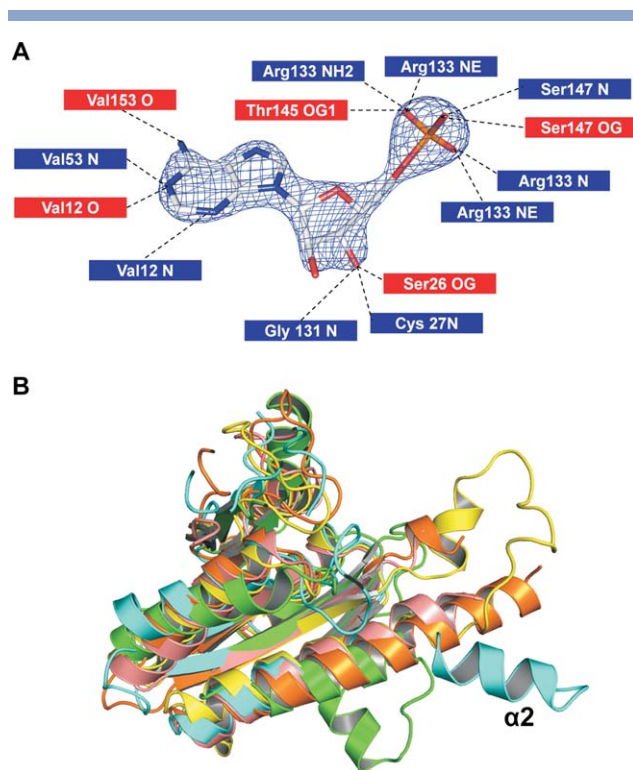 A
Arg133 NH2
Arg133 NE
Val153 O
Thr145 OG1
Ser147 N
Val53 N
Ser147 OG
Val12 O
Arg133 N
Arg133 NE
Val12 N
Ser26 OG
Gly 131 N
Cys 27N
B
α2